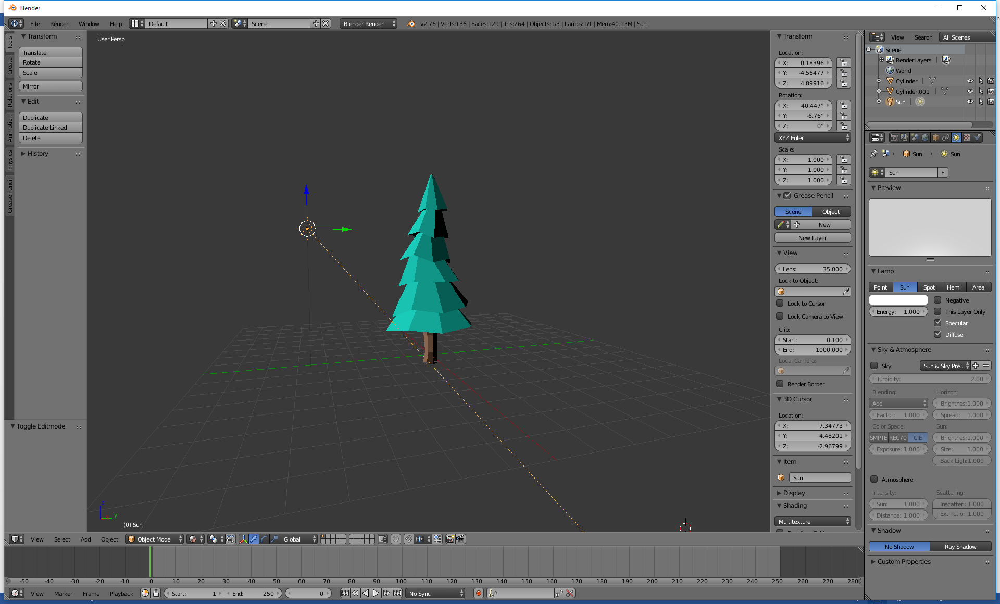 Blender
File Render Window Help Default Scene Blender Render v2.76 | Verts:136 | Faces:129 | Tris:264 | Objects:1/3 | Lamps:1/1 | Mem:40.13M | Sun
Tools
Create
Relations
Animation
Physics
Grease Pencil
Transform
Translate
Rotate
Scale
Mirror
Edit
Duplicate
Duplicate Linked
Delete
History
Toggle Editmode
User Persp
z
y
(0) Sun
Transform
Location:
X: 0.18396
Y: -4.56477
Z: 4.89916
Rotation:
X: 40.447°
Y: -6.76°
Z: 0°
XYZ Euler
Scale:
X: 1.000
Y: 1.000
Z: 1.000
Grease Pencil
Scene Object
New
New Layer
View
Lens: 35.000
Lock to Object:
Lock to Cursor
Lock Camera to View
Clip:
Start: 0.100
End: 1000.000
Local Camera:
Render Border
3D Cursor
Location:
X: 7.34773
Y: 4.48201
Z: -2.96799
Item
Sun
Display
Shading
Multitexture
View Search All Scenes
Scene
RenderLayers |
World
Cylinder |
Cylinder.001 |
Sun |
Sun Sun
Sun F
Preview
Lamp
Point Sun Spot Hemi Area
Negative
Energy: 1.000 This Layer Only
Specular
Diffuse
Sky & Atmosphere
Sky Sun & Sky Pre...
Turbidity: 2.00
Blending: Horizon:
Add Brightnes:1.000
Factor: 1.000 Spread: 1.000
Color Space: Sun:
SMPTE REC70 CIE Brightnes:1.000
Exposure: 1.000 Size: 1.000
Back Ligh:1.000
Atmosphere
Intensity: Scattering:
Sun: 1.000 Inscatteri: 1.000
Distance: 1.000 Extinctio: 1.000
Shadow
No Shadow Ray Shadow
Custom Properties
View Select Add Object Object Mode Global
-50 -40 -30 -20 -10 0 10 20 30 40 50 60 70 80 90 100 110 120 130 140 150 160 170 180 190 200 210 220 230 240 250 260 270 280
View Marker Frame Playback Start: 1 End: 250 0 No Sync